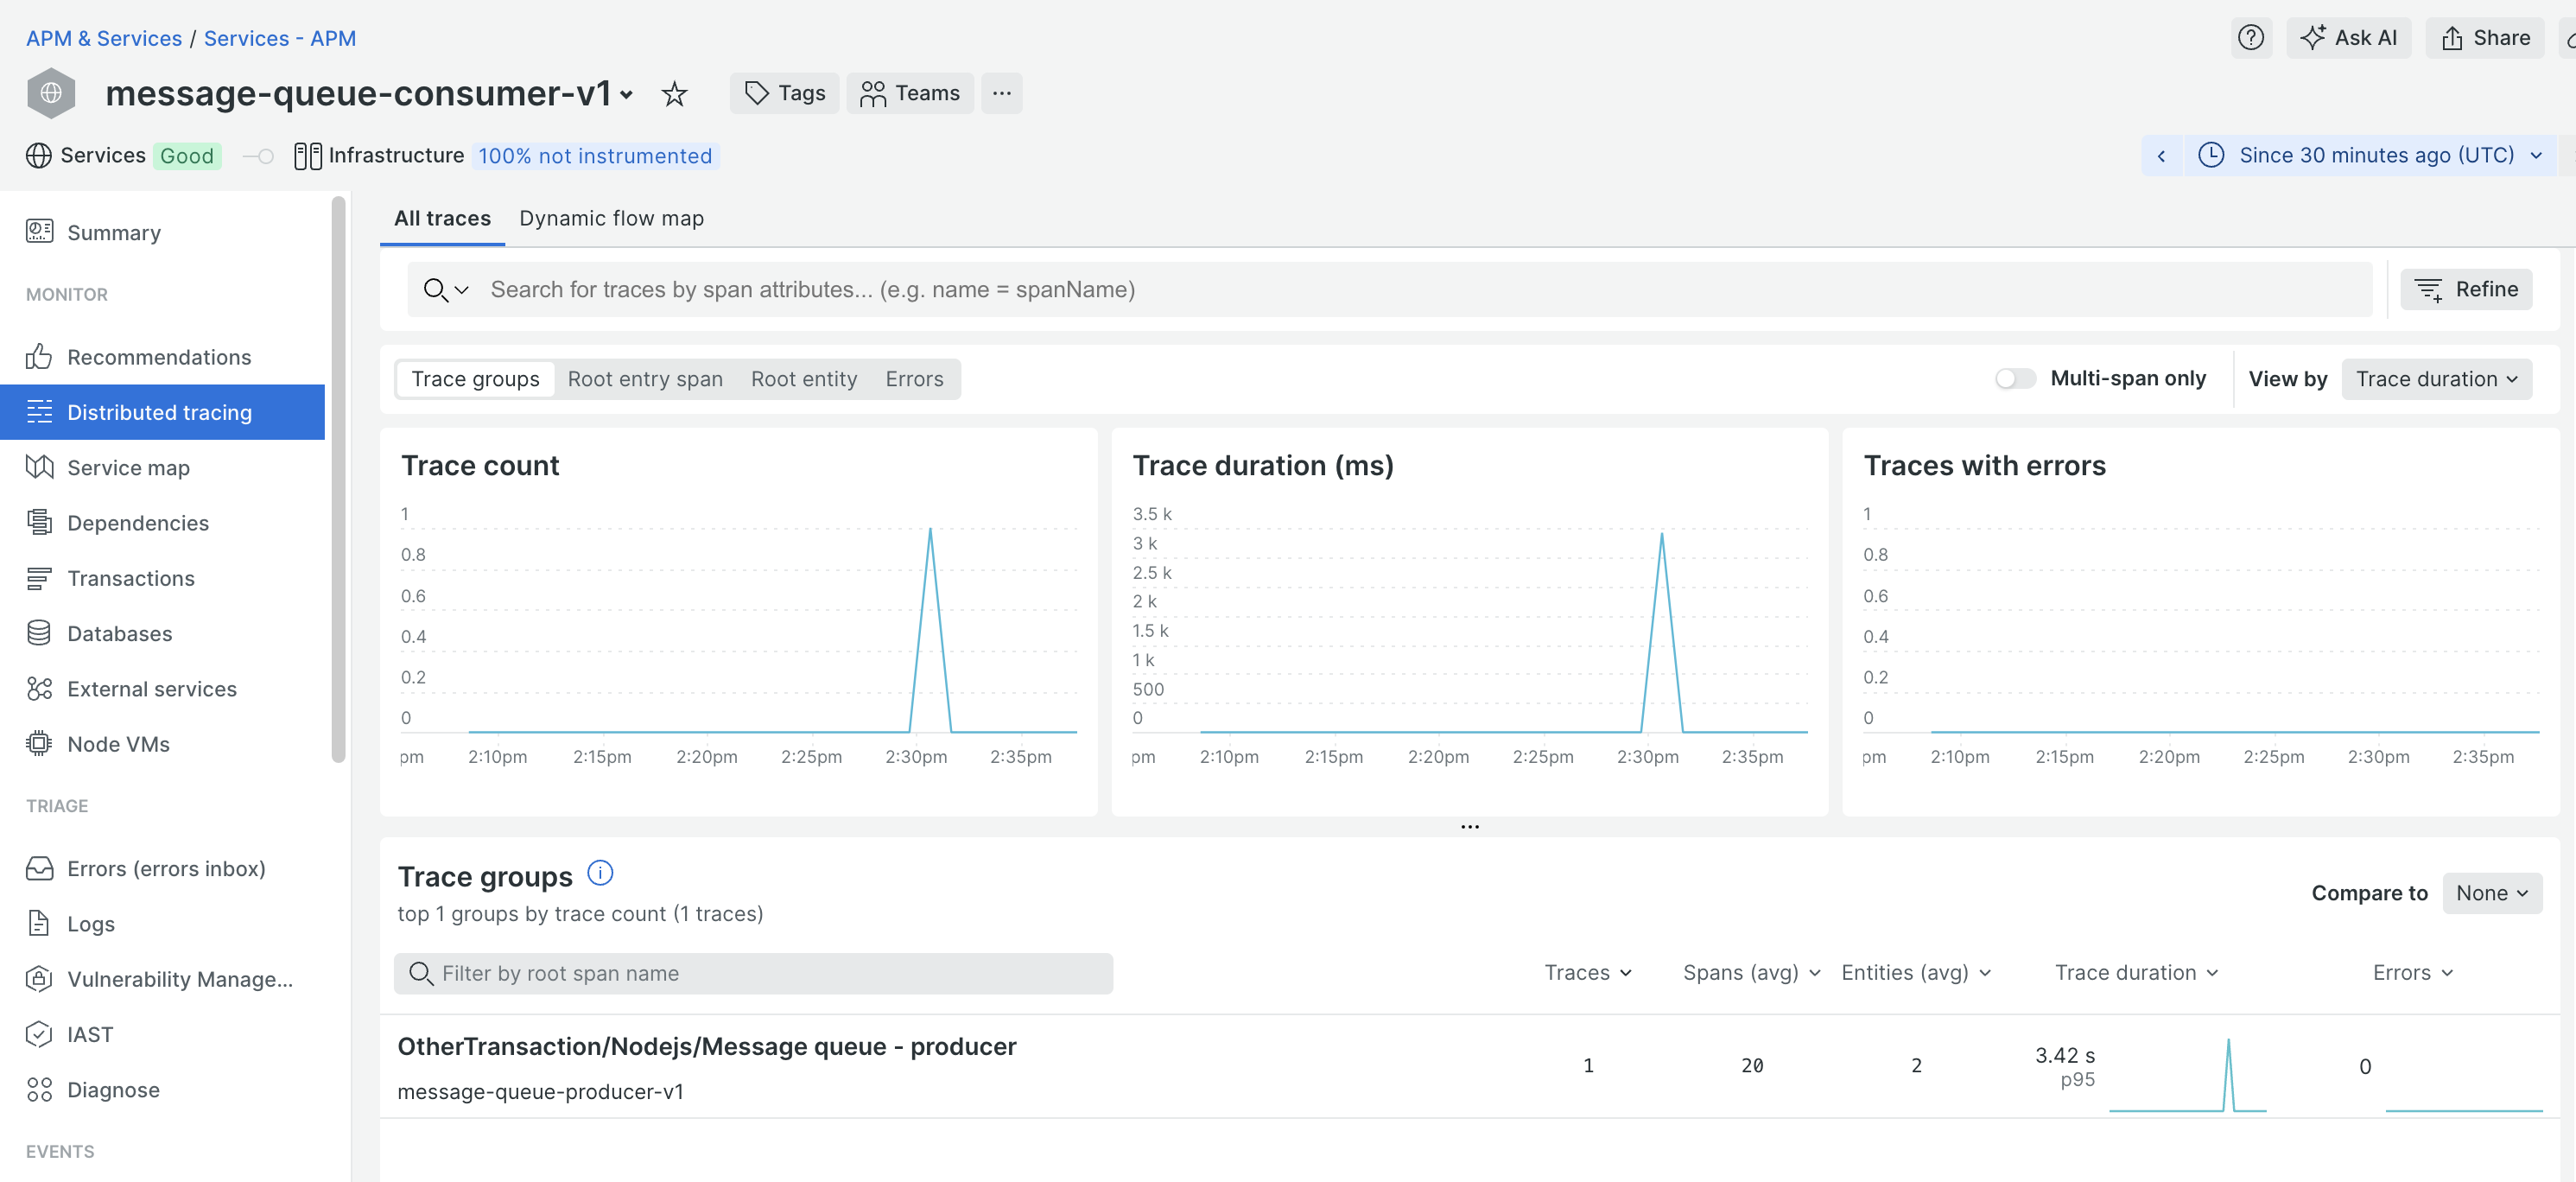 APM & Services / Services - APM
Ask AI
Share
message-queue-consumer-v1
Tags
Teams
...
Services Good
Infrastructure 100% not instrumented
Since 30 minutes ago (UTC)
Summary
MONITOR
Recommendations
Distributed tracing
Service map
Dependencies
Transactions
Databases
External services
Node VMs
TRIAGE
Errors (errors inbox)
Logs
Vulnerability Manage...
IAST
Diagnose
EVENTS
All traces
Dynamic flow map
Search for traces by span attributes... (e.g. name = spanName)
Refine
Trace groups
Root entry span
Root entity
Errors
Multi-span only
View by
Trace duration
Trace count
1
0.8
0.6
0.4
0.2
0
pm 2:10pm 2:15pm 2:20pm 2:25pm 2:30pm 2:35pm
Trace duration (ms)
3.5 k
3 k
2.5 k
2 k
1.5 k
1 k
500
0
pm 2:10pm 2:15pm 2:20pm 2:25pm 2:30pm 2:35pm
Traces with errors
1
0.8
0.6
0.4
0.2
0
pm 2:10pm 2:15pm 2:20pm 2:25pm 2:30pm 2:35pm
...
Trace groups
top 1 groups by trace count (1 traces)
Compare to
None
Filter by root span name
Traces
Spans (avg)
Entities (avg)
Trace duration
Errors
OtherTransaction/Nodejs/Message queue - producer
message-queue-producer-v1
1
20
2
3.42 s
p95
0